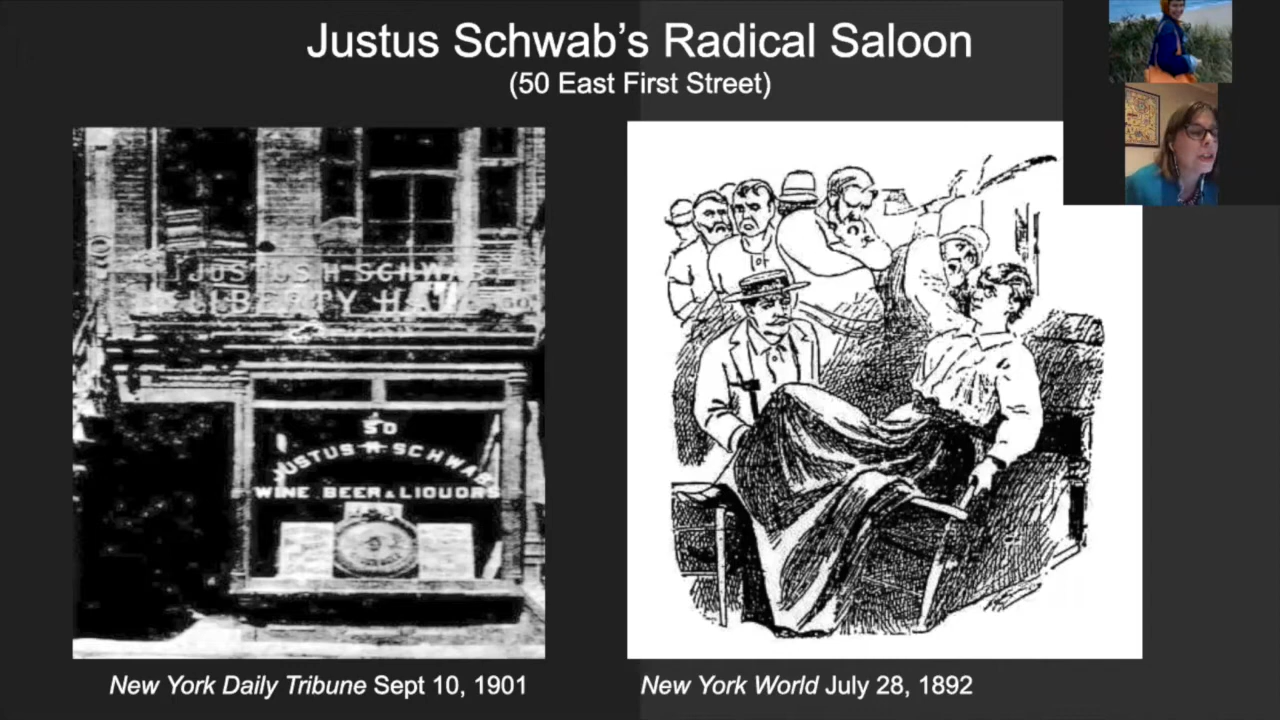 Justus Schwab’s Radical Saloon
(50 East First Street)
JUSTUS H SCHWAB
LIBERTY
50
JUSTUS H SCHWAB
WINE BEER & LIQUORS
New York Daily Tribune Sept 10, 1901
New York World July 28, 1892